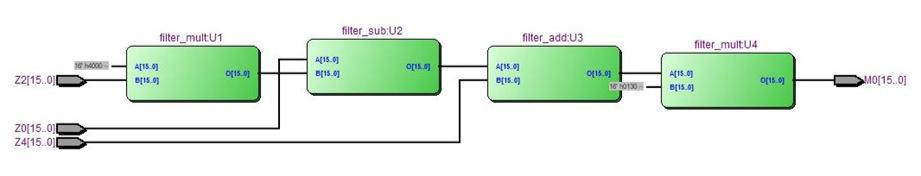 filter_mult:U1
filter_sub:U2
filter_add:U3
filter_mult:U4
16' h4000 --
A[15..0]
B[15..0]
O[15..0]
A[15..0]
B[15..0]
O[15..0]
A[15..0]
B[15..0]
O[15..0]
16' h0130 --
A[15..0]
B[15..0]
O[15..0]
Z2[15..0]
M0[15..0]
Z0[15..0]
Z4[15..0]